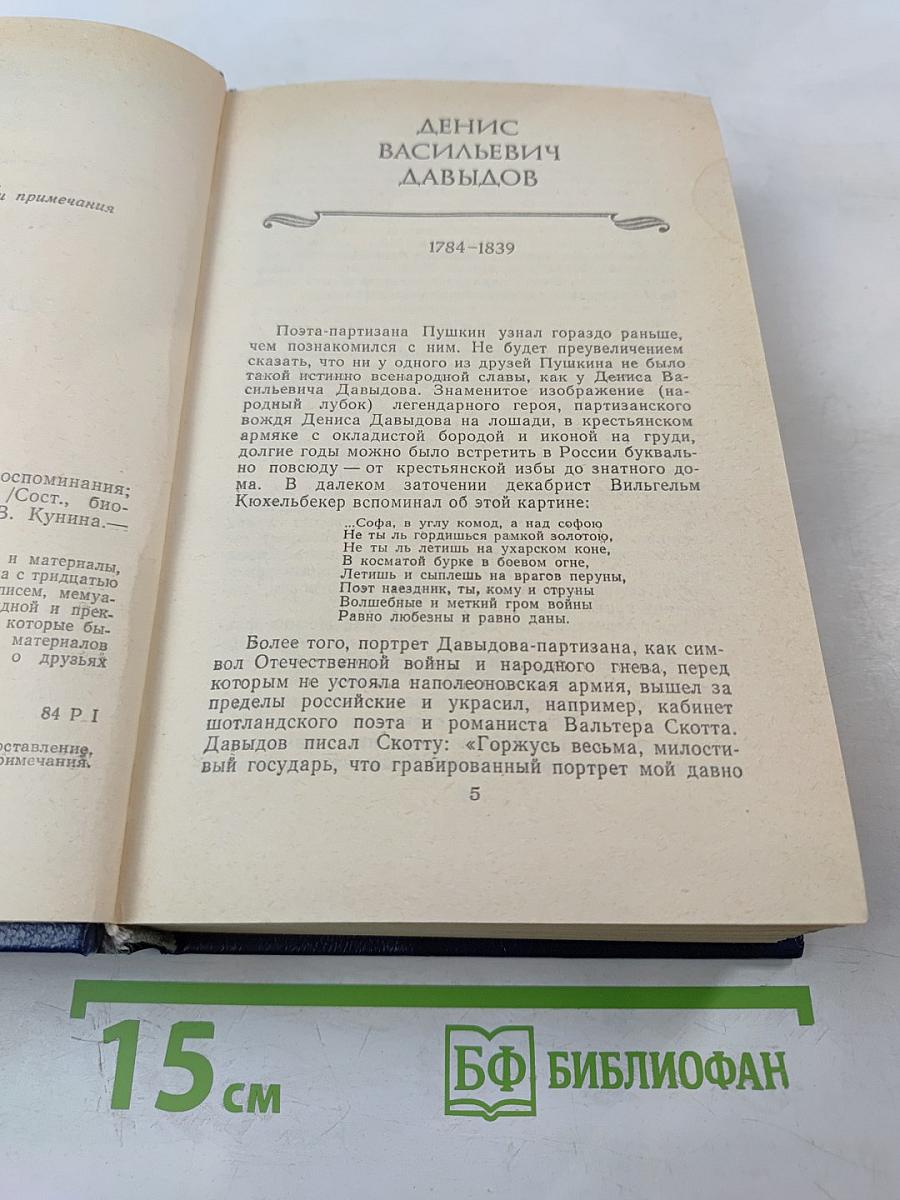 и примечания
оспоминания;
/Сост., био-
В. Кунина.—
и материалы,
а с тридцатью
писем, мемуа-
дной и прек-
которые бы-
материалов
о друзьях
84 Р I
оставление,
римечания.
ДЕНИС
ВАСИЛЬЕВИЧ
ДАВЫДОВ
1784–1839
Поэта-партизана Пушкин узнал гораздо раньше,
чем познакомился с ним. Не будет преувеличением
сказать, что ни у одного из друзей Пушкина не было
такой истинно всенародной славы, как у Дениса Ва-
сильевича Давыдова. Знаменитое изображение (на-
родный лубок) легендарного героя, партизанского
вождя Дениса Давыдова на лошади, в крестьянском
армяке с окладистой бородой и иконой на груди,
долгие годы можно было встретить в России букваль-
но повсюду — от крестьянской избы до знатного до-
ма. В далеком заточении декабрист Вильгельм
Кюхельбекер вспоминал об этой картине:
...Софа, в углу комод, а над софою
Не ты ль гордишься рамкой золотою,
Не ты ль летишь на ухарском коне,
В косматой бурке в боевом огне,
Летишь и сыплешь на врагов перуны,
Поэт наездник, ты, кому и струны
Волшебные и меткий гром войны
Равно любезны и равно даны.
Более того, портрет Давыдова-партизана, как сим-
вол Отечественной войны и народного гнева, перед
которым не устояла наполеоновская армия, вышел за
пределы российские и украсил, например, кабинет
шотландского поэта и романиста Вальтера Скотта.
Давыдов писал Скотту: «Горжусь весьма, милости-
вый государь, что гравированный портрет мой давно
5
15 см
БФ БИБЛИОФАН